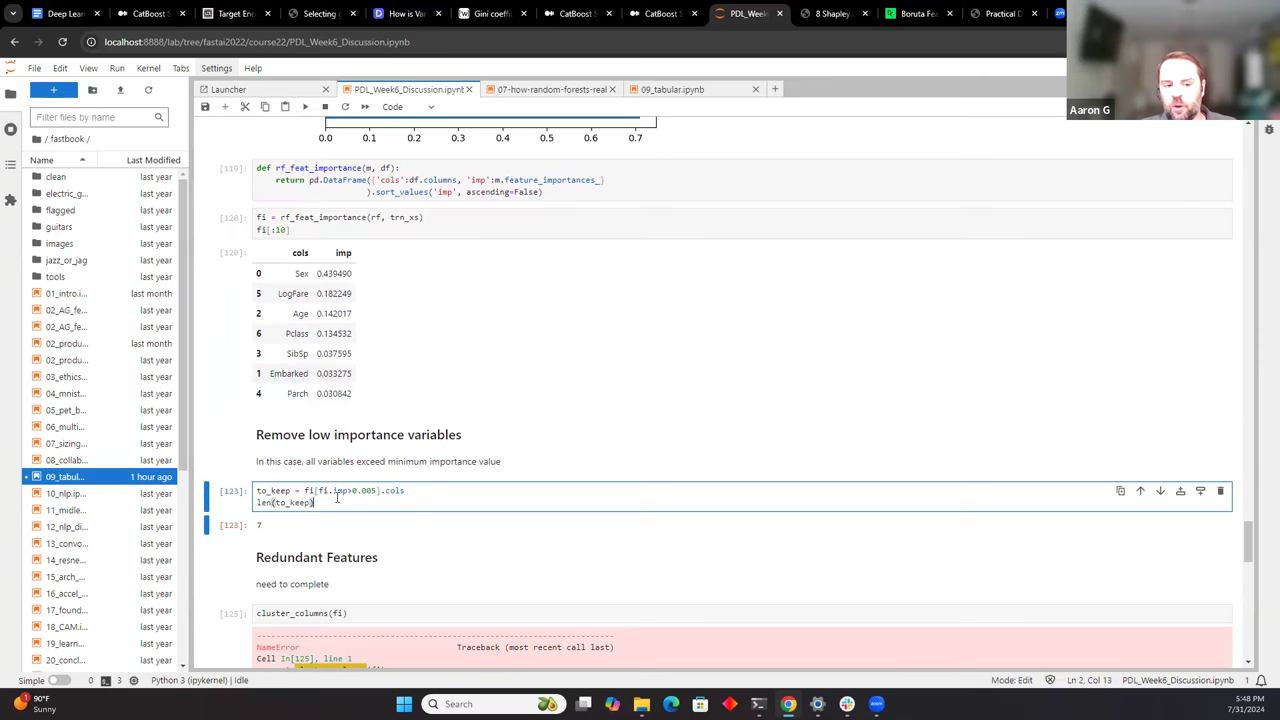 Deep Lear
CatBoost S
Target Enc
Selecting g
How is Var
Gini coeffic
CatBoost S
CatBoost S
PDL_Week
8 Shapley
Boruta Fea
Practical D
localhost:8888/lab/tree/fastai2022/course22/PDL_Week6_Discussion.ipynb
File Edit View Run Kernel Tabs Settings Help
Aaron G
Launcher
PDL_Week6_Discussion.ipynb
07-how-random-forests-real
09_tabular.ipynb
Code
Filter files by name
/ fastbook /
Name Last Modified
clean last year
electric_g... last year
flagged last year
guitars last year
images last year
jazz_or_jag last year
tools last year
01_intro.i... last month
02_AG_fe... last year
02_AG_fe... last year
02_produ... last month
02_produ... last year
03_ethics... last year
04_mnist... last year
05_pet_b... last year
06_multi... last year
07_sizing... last year
08_collab... last year
09_tabul... 1 hour ago
10_nlp.ip... last year
11_midle... last year
12_nlp_di... last year
13_convo... last year
14_resne... last year
15_arch_... last year
16_accel_... last year
17_found... last year
18_CAM.i... last year
19_learn... last year
20_concl... last year
0.0 0.1 0.2 0.3 0.4 0.5 0.6 0.7
[119]: def rf_feat_importance(m, df):
return pd.DataFrame({'cols':df.columns, 'imp':m.feature_importances_}
).sort_values('imp', ascending=False)
[120]: fi = rf_feat_importance(rf, trn_xs)
fi[:10]
[120]: cols imp
0 Sex 0.439490
5 LogFare 0.182249
2 Age 0.142017
6 Pclass 0.134532
3 SibSp 0.037595
1 Embarked 0.033275
4 Parch 0.030842
Remove low importance variables
In this case, all variables exceed minimum importance value
[123]: to_keep = fi[fi.imp>0.005].cols
len(to_keep)
[123]: 7
Redundant Features
need to complete
[125]: cluster_columns(fi)
NameError Traceback (most recent call last)
Cell In[125], line 1
Simple 0 3 Python 3 (ipykernel) | Idle
Mode: Edit Ln 2, Col 13 PDL_Week6_Discussion.ipynb 1
90°F
Sunny
Search
5:48 PM
7/31/2024